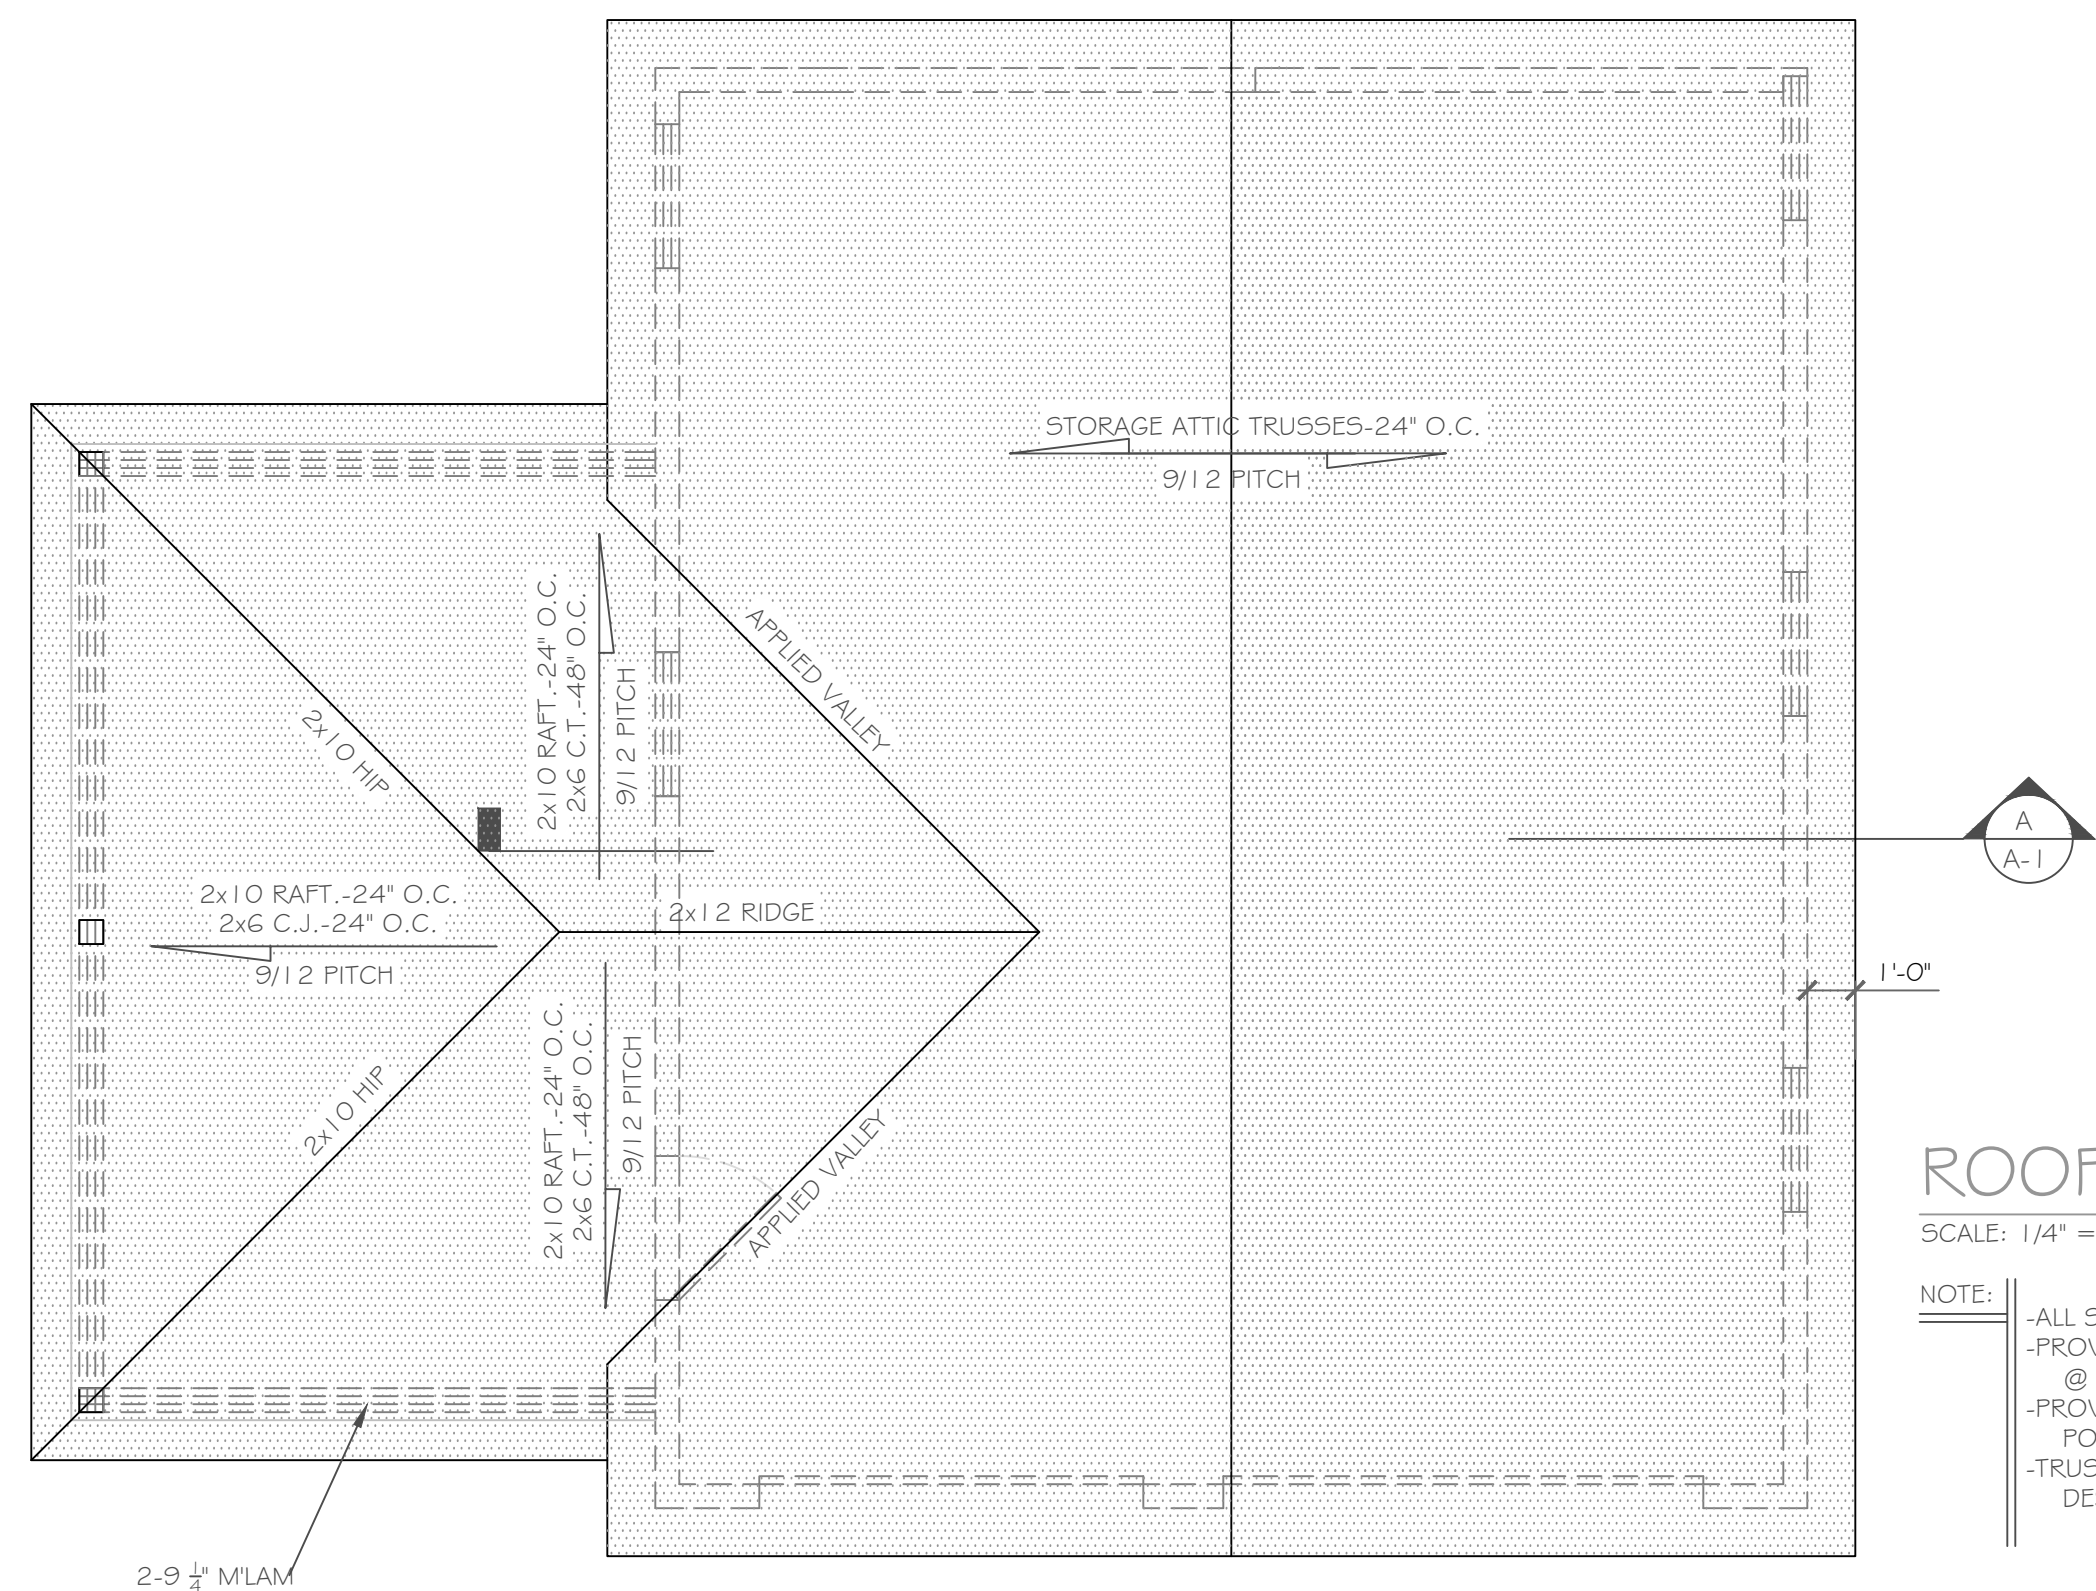 STORAGE ATTIC TRUSSES-24" O.C.
9/12 PITCH
2x10 RAFT.-24" O.C.
2x6 C.T.-48" O.C.
9/12 PITCH
APPLIED VALLEY
2x10 HIP
A
A-1
2x10 RAFT.-24" O.C.
2x6 C.J.-24" O.C.
9/12 PITCH
2x12 RIDGE
1'-0"
2x10 RAFT.-24" O.C.
2x6 C.T.-48" O.C.
9/12 PITCH
2x10 HIP
APPLIED VALLEY
ROOF
SCALE: 1/4" =
NOTE:
-ALL S
-PROV
@
-PROV
PO
-TRUS
DE
2-9 1/4" M'LAM